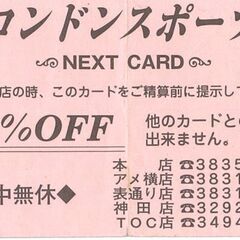 ロンドンスポー
NEXT CARD
店の時、このカードをご精算前に提示して
%OFF
他のカードとの
出来ません。
中無休◆
本 店☎3835
アメ横店☎3831
表通り店☎3831
神田店☎3292
TOC店☎3494